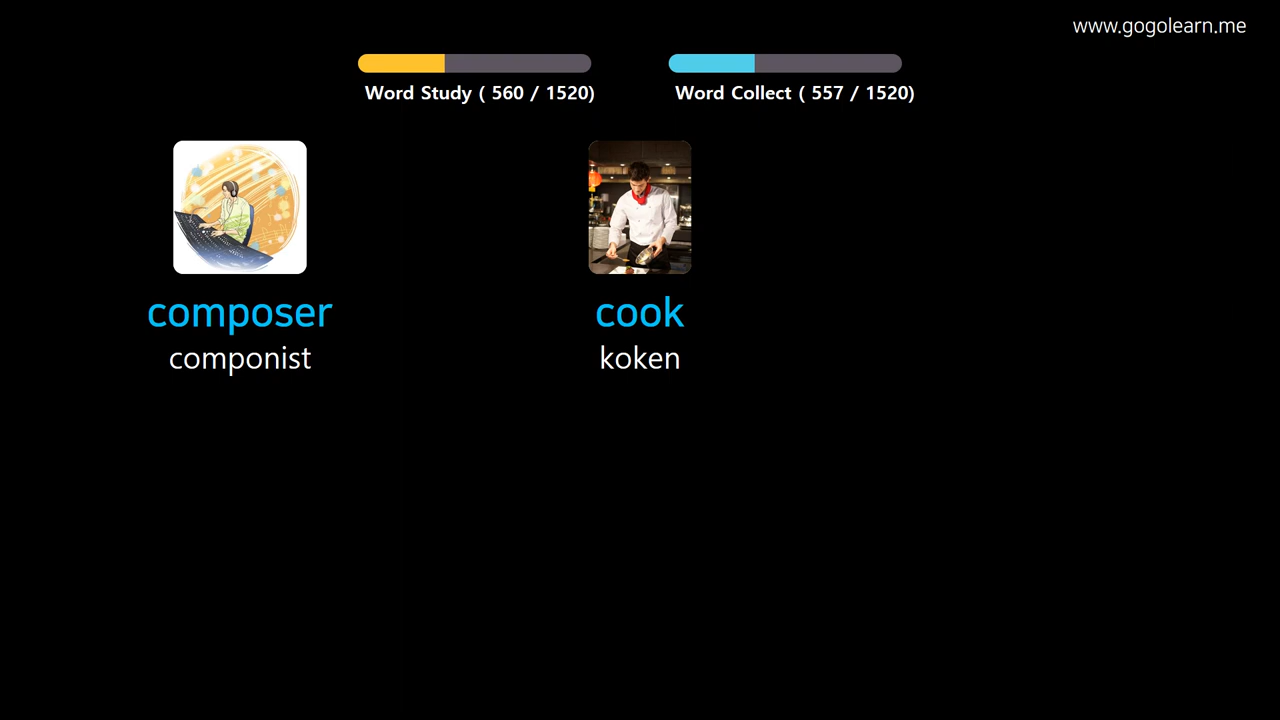 www.gogolearn.me
Word Study ( 560 / 1520)
Word Collect ( 557 / 1520)
composer
componist
cook
koken